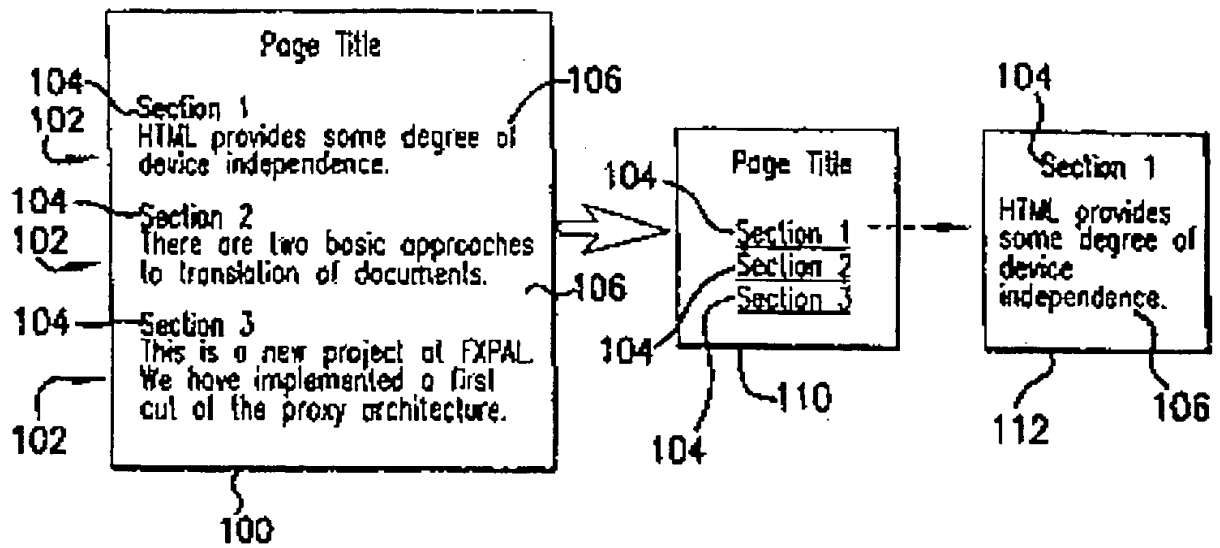 Page Title
104
106
Section 1
102
HTML provides some degree of
device independence.
104
Section 2
102
There are two basic approaches
to translation of documents.
106
104
Section 3
This is a new project at FXPAL.
We have implemented a first
cut of the proxy architecture.
102
100
Page Title
104
Section 1
Section 2
Section 3
104
104
110
104
Section 1
HTML provides
some degree of
device
independence.
112
106